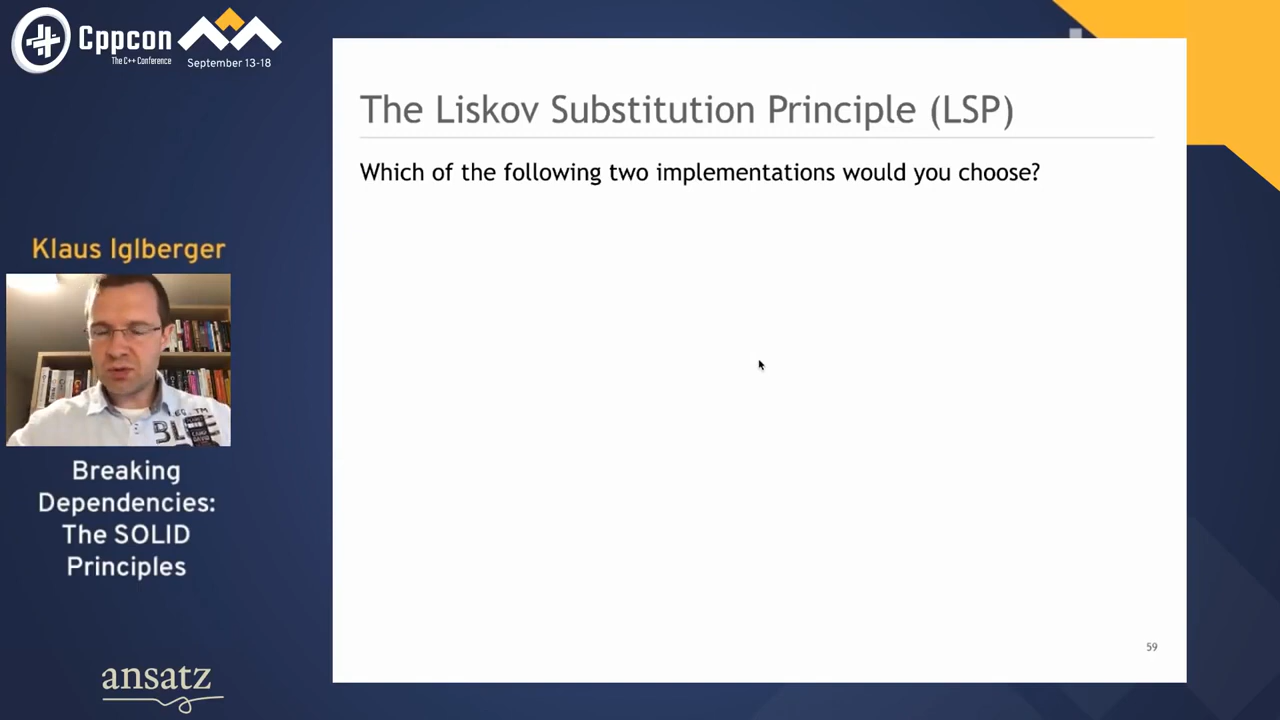 Cppcon
The C++ Conference
September 13-18
Klaus Iglberger
Breaking
Dependencies:
The SOLID
Principles
ansatz
The Liskov Substitution Principle (LSP)
Which of the following two implementations would you choose?
59